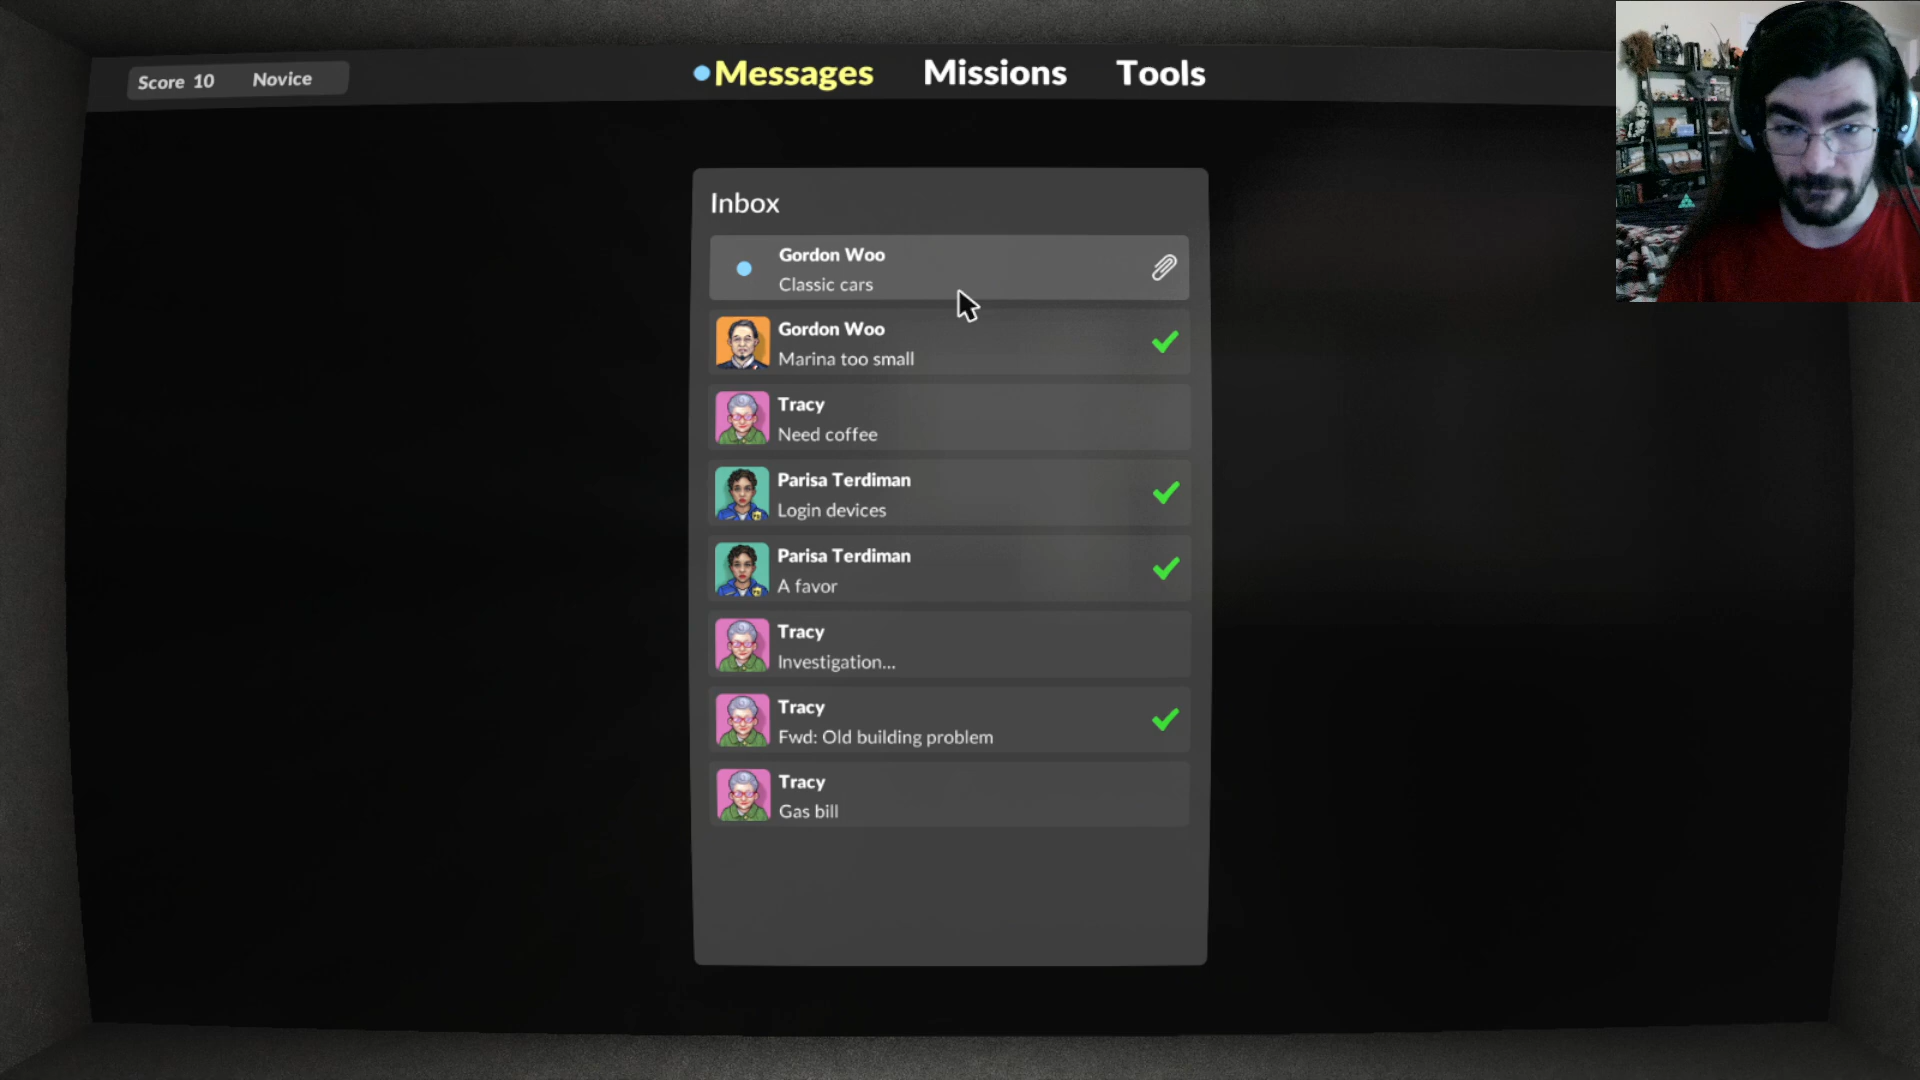 Score 10 Novice
Messages Missions Tools
Inbox
Gordon Woo
Classic cars
Gordon Woo
Marina too small
Tracy
Need coffee
Parisa Terdiman
Login devices
Parisa Terdiman
A favor
Tracy
Investigation...
Tracy
Fwd: Old building problem
Tracy
Gas bill